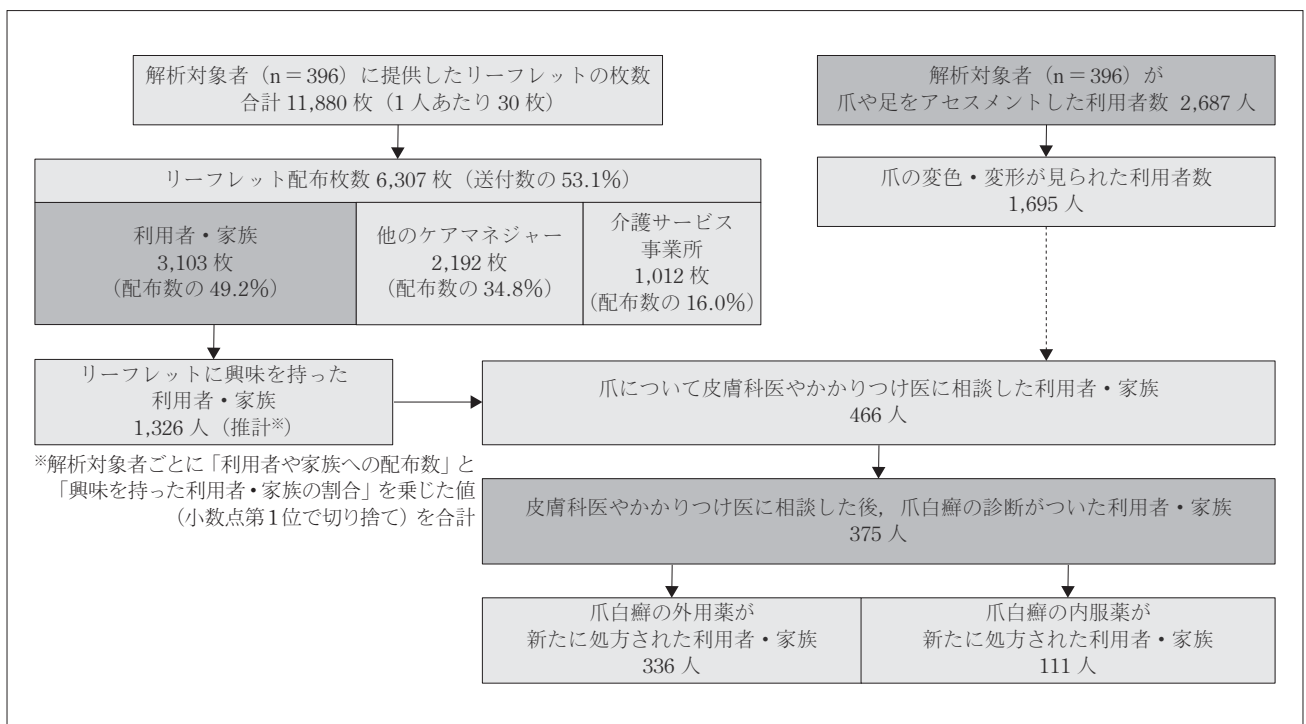 解析対象者（n＝396）に提供したリーフレットの枚数
合計 11,880 枚（1 人あたり 30 枚）
リーフレット配布枚数 6,307 枚（送付数の 53.1%）
利用者・家族
3,103 枚
(配布数の 49.2%)
他のケアマネジャー
2,192 枚
(配布数の 34.8%)
介護サービス
事業所
1,012 枚
(配布数の 16.0%)
リーフレットに興味を持った
利用者・家族
1,326 人（推計※）
※解析対象者ごとに「利用者や家族への配布数」と
「興味を持った利用者・家族の割合」を乗じた値
（小数点第1位で切り捨て）を合計
解析対象者（n＝396）が
爪や足をアセスメントした利用者数 2,687 人
爪の変色・変形が見られた利用者数
1,695 人
爪について皮膚科医やかかりつけ医に相談した利用者・家族
466 人
皮膚科医やかかりつけ医に相談した後，爪白癬の診断がついた利用者・家族
375 人
爪白癬の外用薬が
新たに処方された利用者・家族
336 人
爪白癬の内服薬が
新たに処方された利用者・家族
111 人